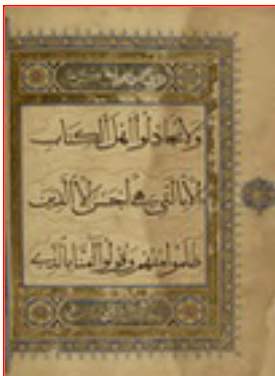 ولا تجادلوا اهل الكتاب
الا بالتي هي احسن الا الذين
ظلموا منهم وقولوا امنا بالذي